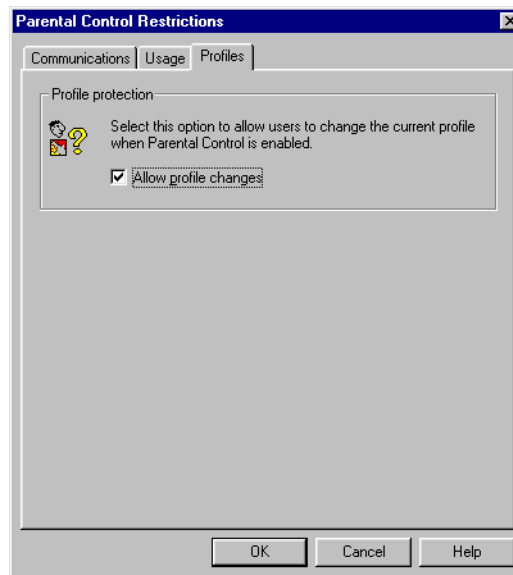 Parental Control Restrictions
Communications
Usage
Profiles
Profile protection
Select this option to allow users to change the current profile
when Parental Control is enabled.
Allow profile changes
OK
Cancel
Help